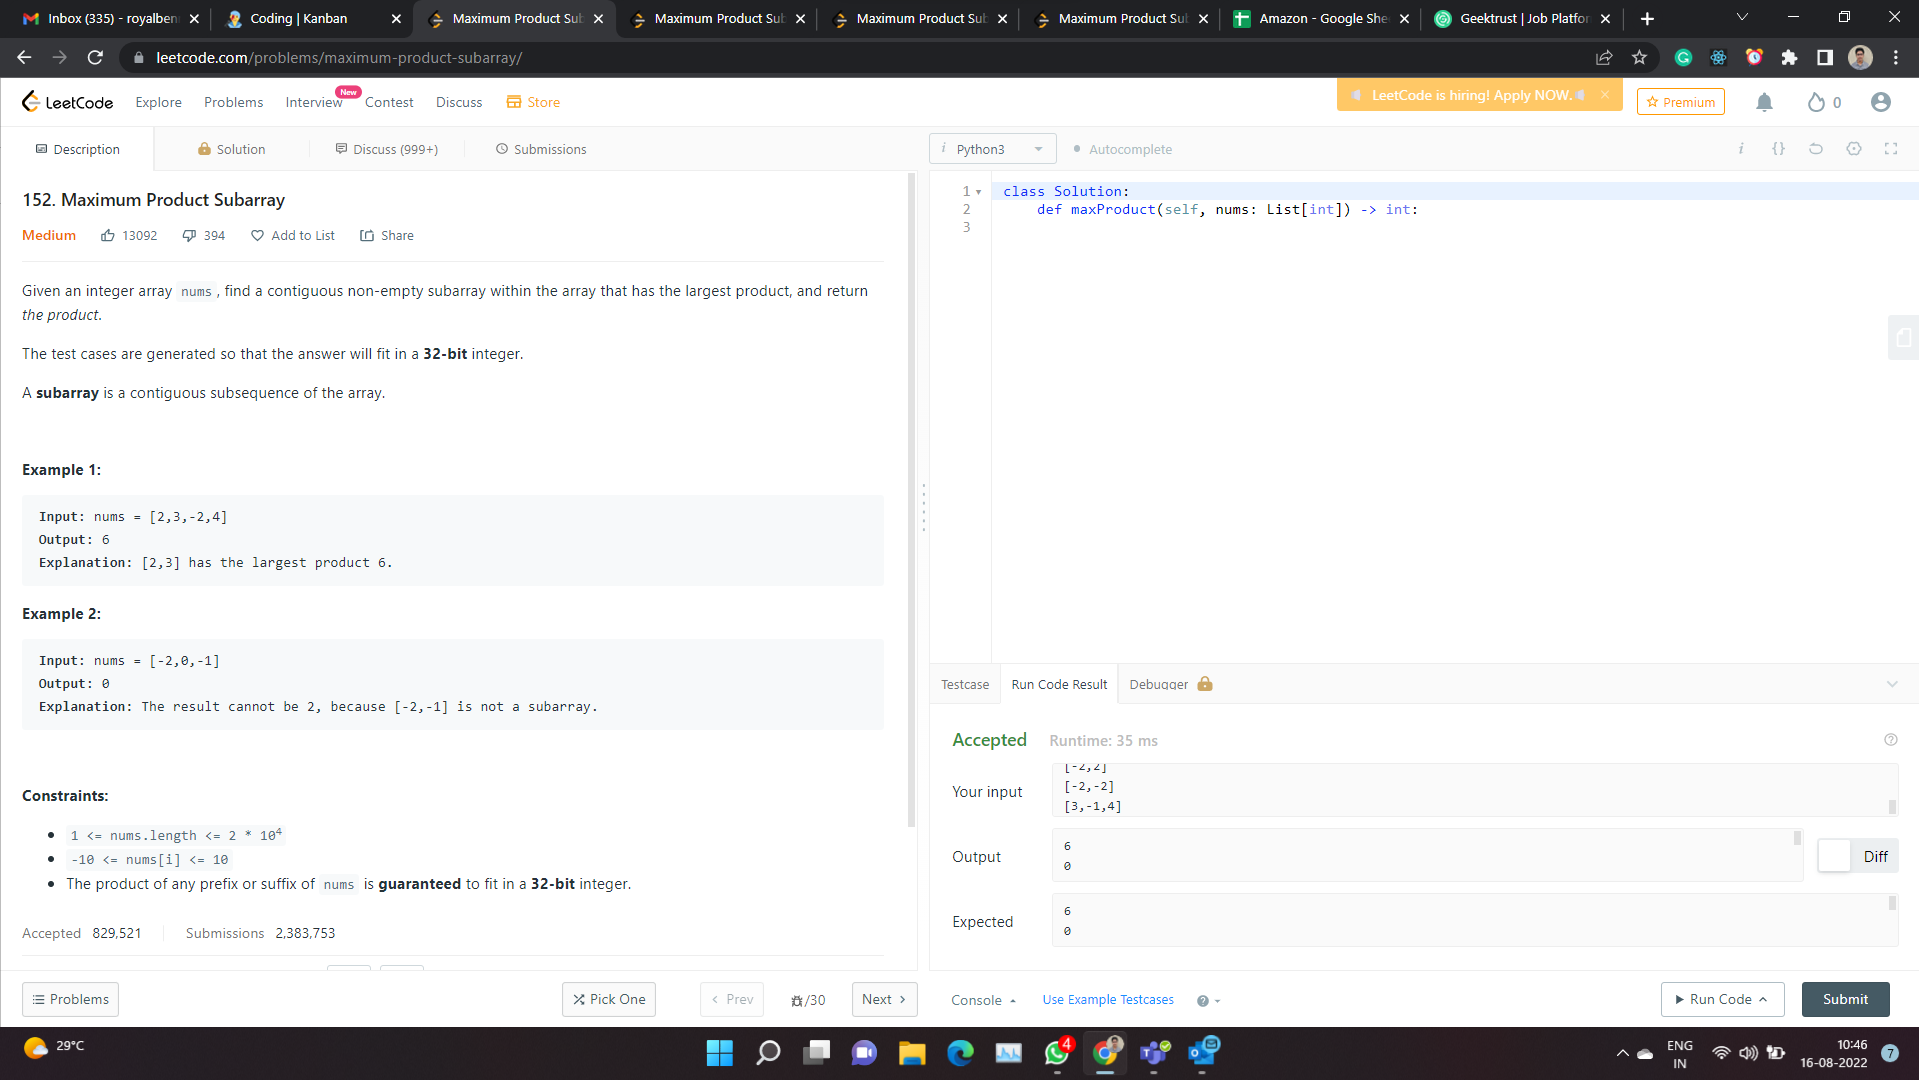 Inbox (335) - royalben
Coding | Kanban
Maximum Product Sub
Maximum Product Sub
Maximum Product Sub
Maximum Product Sub
Amazon - Google She
Geektrust | Job Platfor
leetcode.com/problems/maximum-product-subarray/
LeetCode
Explore
Problems
Interview
New
Contest
Discuss
Store
LeetCode is hiring! Apply NOW.
Premium
0
Description
Solution
Discuss (999+)
Submissions
i Python3
Autocomplete
i
{}
152. Maximum Product Subarray
Medium
13092
394
Add to List
Share
Given an integer array nums, find a contiguous non-empty subarray within the array that has the largest product, and return
the product.
The test cases are generated so that the answer will fit in a 32-bit integer.
A subarray is a contiguous subsequence of the array.
Example 1:
Input: nums = [2,3,-2,4]
Output: 6
Explanation: [2,3] has the largest product 6.
Example 2:
Input: nums = [-2,0,-1]
Output: 0
Explanation: The result cannot be 2, because [-2,-1] is not a subarray.
Constraints:
1 <= nums.length <= 2 * 10⁴
-10 <= nums[i] <= 10
The product of any prefix or suffix of nums is guaranteed to fit in a 32-bit integer.
Accepted 829,521
Submissions 2,383,753
Problems
Pick One
Prev
/30
Next
1 class Solution:
2 def maxProduct(self, nums: List[int]) -> int:
3
Testcase
Run Code Result
Debugger
Accepted
Runtime: 35 ms
Your input
[-2,2]
[-2,-2]
[3,-1,4]
Output
6
0
Diff
Expected
6
0
Console
Use Example Testcases
Run Code
Submit
29°C
4
ENG
IN
10:46
16-08-2022
7